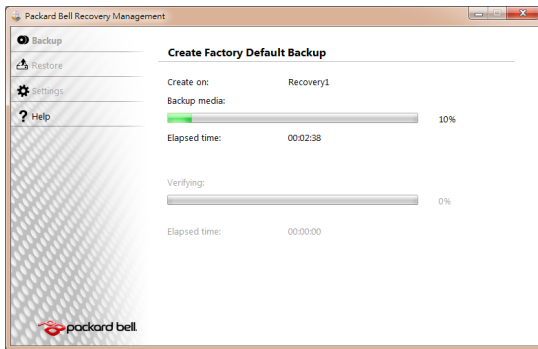 Packard Bell Recovery Management
Backup
Restore
Settings
Help
Create Factory Default Backup
Create on: Recovery1
Backup media:
10%
Elapsed time: 00:02:38
Verifying:
0%
Elapsed time: 00:00:00
packard bell.